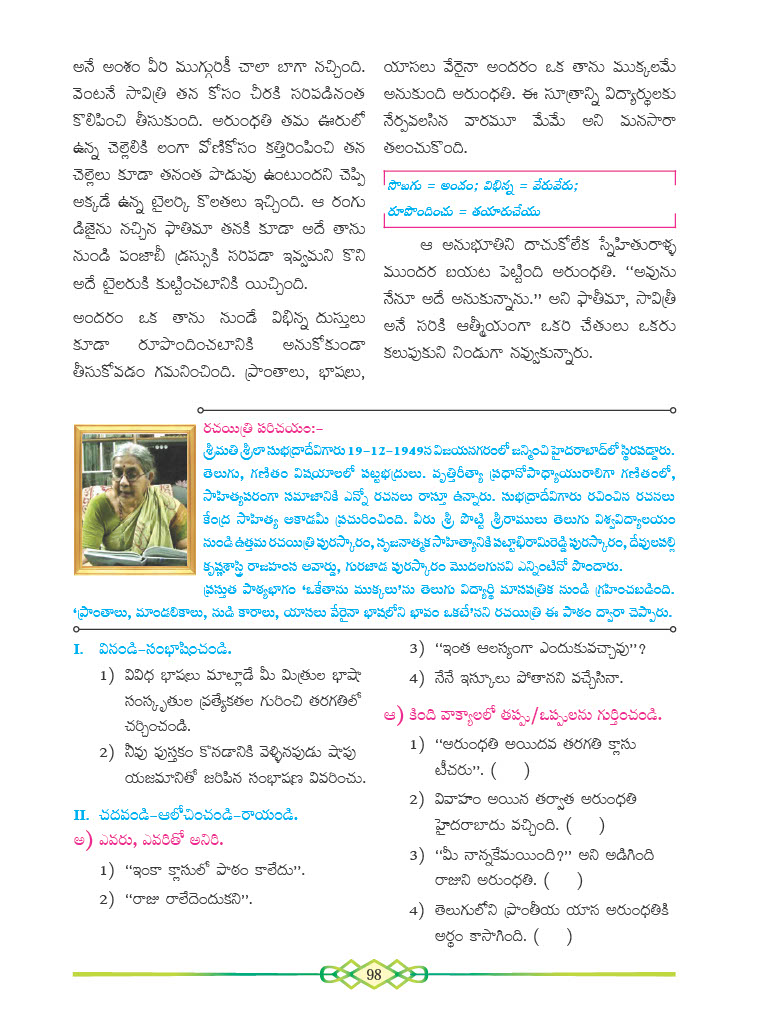 అనే అంశం వీరి ముగ్గురికీ చాలా బాగా నచ్చింది.
వెంటనే సావిత్రి తన కోసం చీరకి సరిపడినంత
కొలిపించి తీసుకుంది. అరుంధతి తమ ఊరులో
ఉన్న చెల్లెలికి లంగా వోణికోసం కత్తిరింపించి తన
చెల్లెలు కూడా తనంత పొడువు ఉంటుందని చెప్పి
అక్కడే ఉన్న టైలర్కి కొలతలు ఇచ్చింది. ఆ రంగు
డిజైను నచ్చిన ఫాతిమా తనకి కూడా అదే తాను
నుండి పంజాబీ డ్రస్సుకి సరిపడా ఇవ్వమని కొని
అదే టైలరుకి కుట్టించటానికి యిచ్చింది.
అందరం ఒక తాను నుండే విభిన్న దుస్తులు
కూడా రూపొందించటానికి అనుకోకుండా
తీసుకోవడం గమనించింది. ప్రాంతాలు, భాషలు,
యాసలు వేరైనా అందరం ఒక తాను ముక్కలమే
అనుకుంది అరుంధతి. ఈ సూత్రాన్ని విద్యార్థులకు
నేర్పవలసిన వారమూ మేమే అని మనసారా
తలంచుకొంది.
సొబగు = అందం; విభిన్న = వేరువేరు;
రూపొందించు = తయారుచేయు
ఆ అనుభూతిని దాచుకోలేక స్నేహితురాళ్ళ
ముందర బయట పెట్టింది అరుంధతి. “అవును
నేనూ అదే అనుకున్నాను.” అని ఫాతీమా, సావిత్రీ
అనే సరికి ఆత్మీయంగా ఒకరి చేతులు ఒకరు
కలుపుకుని నిండుగా నవ్వుకున్నారు.
రచయిత్రి పరిచయం:-
శ్రీమతి శ్రీలా సుభద్రాదేవిగారు 19-12-1949న విజయనగరంలో జన్మించి హైదరాబాద్‌లో స్థిరపడ్డారు.
తెలుగు, గణితం విషయాలలో పట్టభద్రులు. వృత్తిరీత్యా ప్రధానోపాధ్యాయురాలిగా గణితంలో,
సాహిత్యపరంగా సమాజానికి ఎన్నో రచనలు రాస్తూ ఉన్నారు. సుభద్రాదేవిగారు రచించిన రచనలు
కేంద్ర సాహిత్య అకాడమీ ప్రచురించింది. వీరు శ్రీ పొట్టి శ్రీరాములు తెలుగు విశ్వవిద్యాలయం
నుండి ఉత్తమ రచయిత్రి పురస్కారం, సృజనాత్మక సాహిత్యానికి పట్టాభిరామిరెడ్డి పురస్కారం, దేవులపల్లి
కృష్ణశాస్త్రి రాజహంస ఆవార్డు, గురజాడ పురస్కారం మొదలుగునవి ఎన్నింటినో పొందారు.
ప్రస్తుత పాఠ్యభాగం ‘ఒకేతాను ముక్కలు’ను తెలుగు విద్యార్థి మాసపత్రిక నుండి గ్రహించబడింది.
‘ప్రాంతాలు, మాండలికాలు, నుడి కారాలు, యాసలు వేరైనా భాషలోని భావం ఒకటే’నని రచయిత్రి ఈ పాఠం ద్వారా చెప్పారు.
I. వినండి-సంభాషించండి.
1) వివిధ భాషలు మాట్లాడే మీ మిత్రుల భాషా
సంస్కృతుల ప్రత్యేకతల గురించి తరగతిలో
చర్చించండి.
2) నీవు పుస్తకం కొనడానికి వెళ్ళినపుడు షాపు
యజమానితో జరిపిన సంభాషణ వివరించు.
II. చదవండి-ఆలోచించండి-రాయండి.
అ) ఎవరు, ఎవరితో అనిరి.
1) “ఇంకా క్లాసులో పాఠం కాలేదు”.
2) “రాజు రాలేదెందుకని”.
3) “ఇంత ఆలస్యంగా ఎందుకువచ్చావు”?
4) నేనే ఇస్కూలు పోతానని వచ్చేసినా.
ఆ) కింది వాక్యాలలో తప్పు/ఒప్పులను గుర్తించండి.
1) “అరుంధతి అయిదవ తరగతి క్లాసు
టీచరు”. ( )
2) వివాహం అయిన తర్వాత అరుంధతి
హైదరాబాదు వచ్చింది. ( )
3) “మీ నాన్నకేమయింది?” అని అడిగింది
రాజుని అరుంధతి. ( )
4) తెలుగులోని ప్రాంతీయ యాస అరుంధతికి
అర్థం కాసాగింది. ( )
98